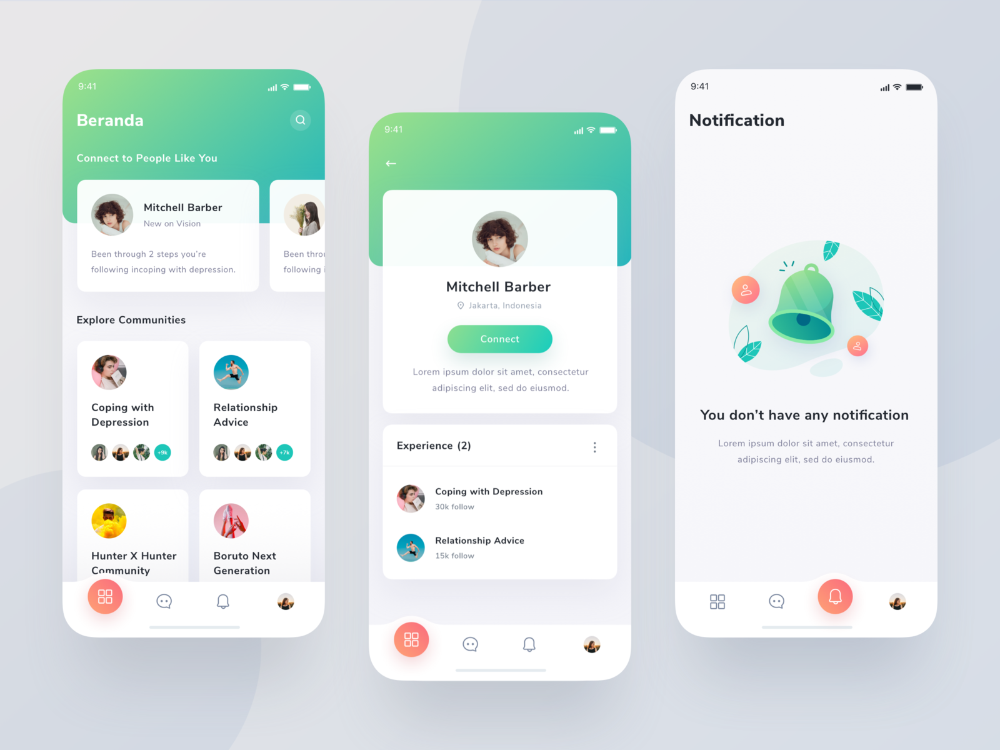 9:41
Beranda
Connect to People Like You
Mitchell Barber
New on Vision
Been through 2 steps you’re
following incoping with depression.
Been throu
following i
Explore Communities
Coping with
Depression
+9k
Relationship
Advice
+7k
Hunter X Hunter
Community
Boruto Next
Generation
9:41
Mitchell Barber
Jakarta, Indonesia
Connect
Lorem ipsum dolor sit amet, consectetur
adipiscing elit, sed do eiusmod.
Experience (2)
Coping with Depression
30k follow
Relationship Advice
15k follow
9:41
Notification
You don’t have any notification
Lorem ipsum dolor sit amet, consectetur
adipiscing elit, sed do eiusmod.